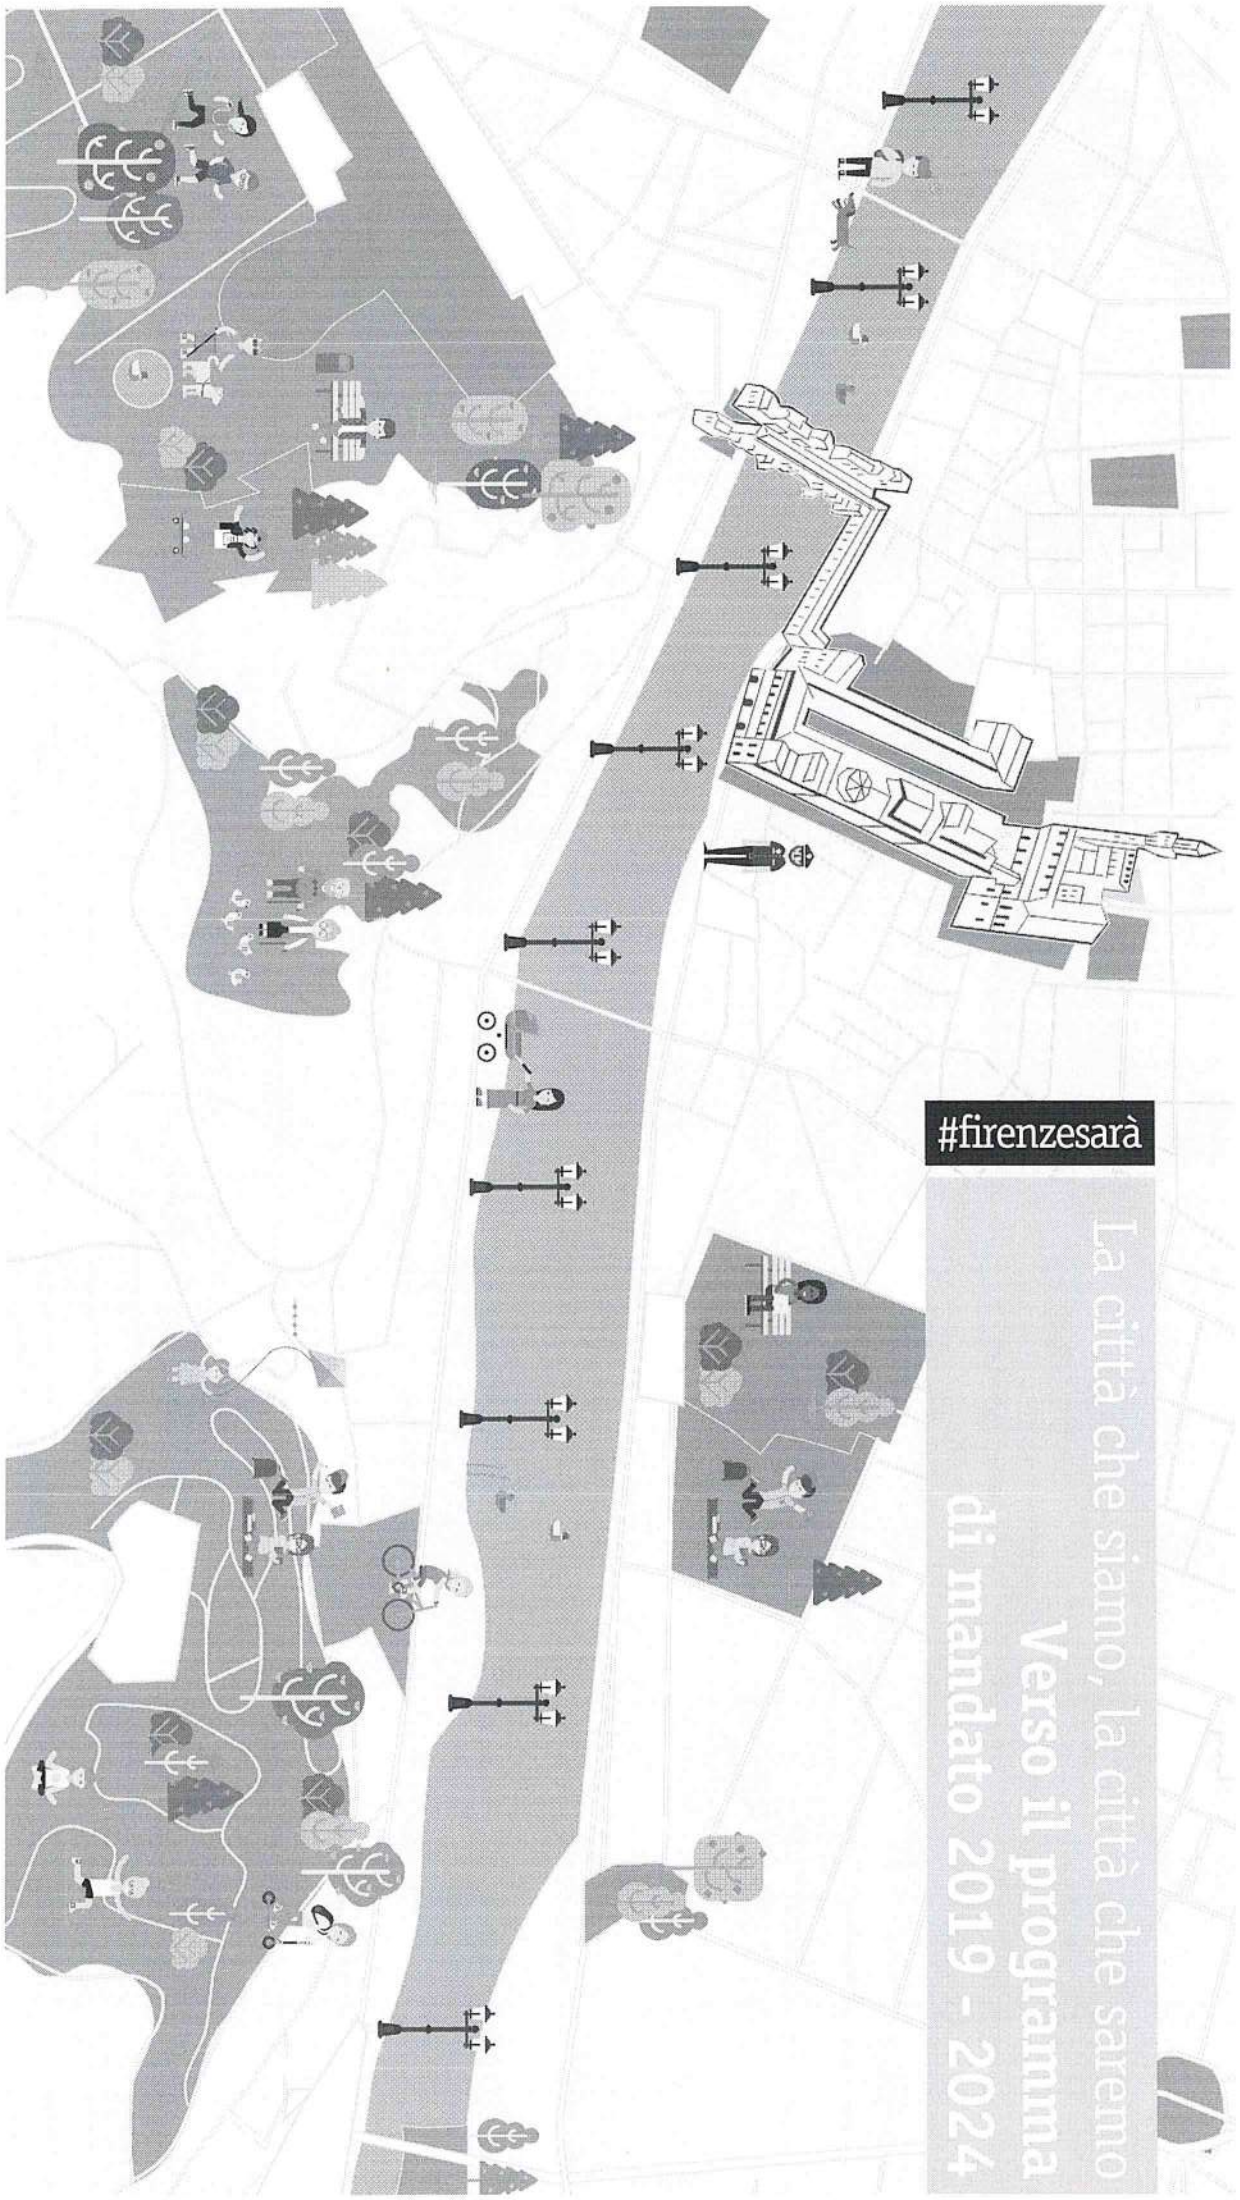 #firenzesarà
La città che siamo, la città che saremo
Verso il programma
di mandato 2019 - 2024